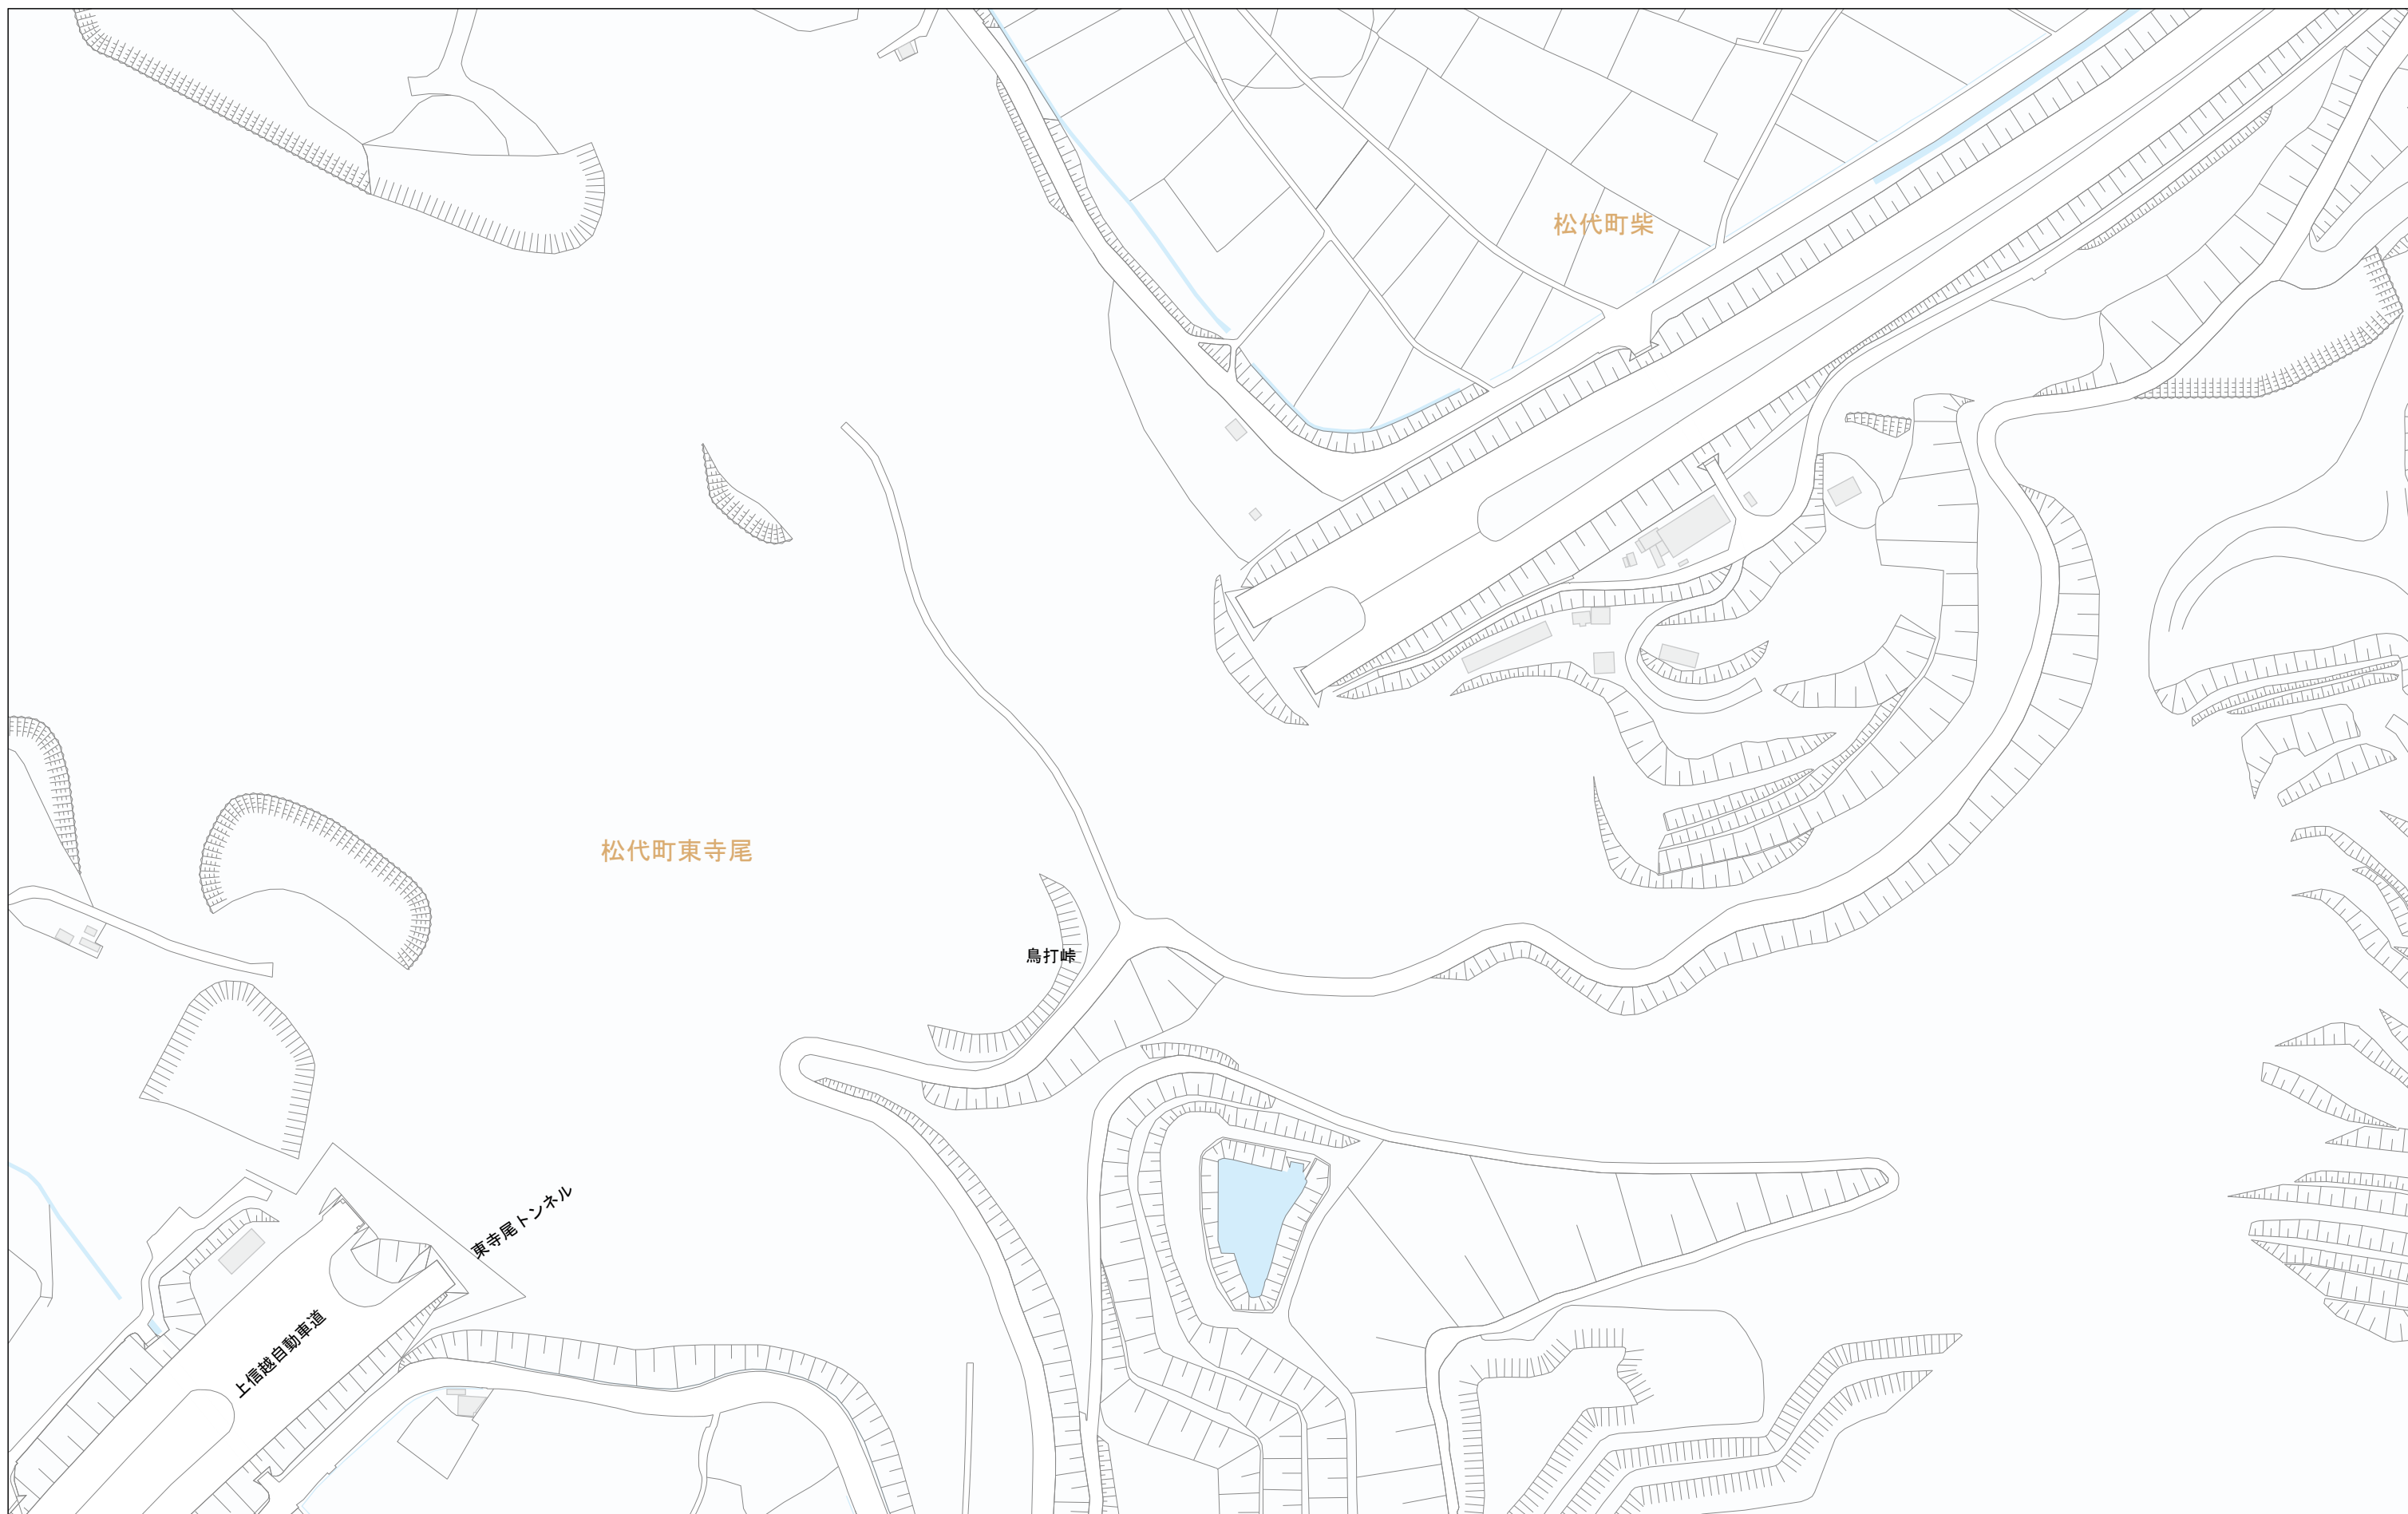 松代町柴
松代町東寺尾
鳥打峠
東寺尾トンネル
上信越自動車道